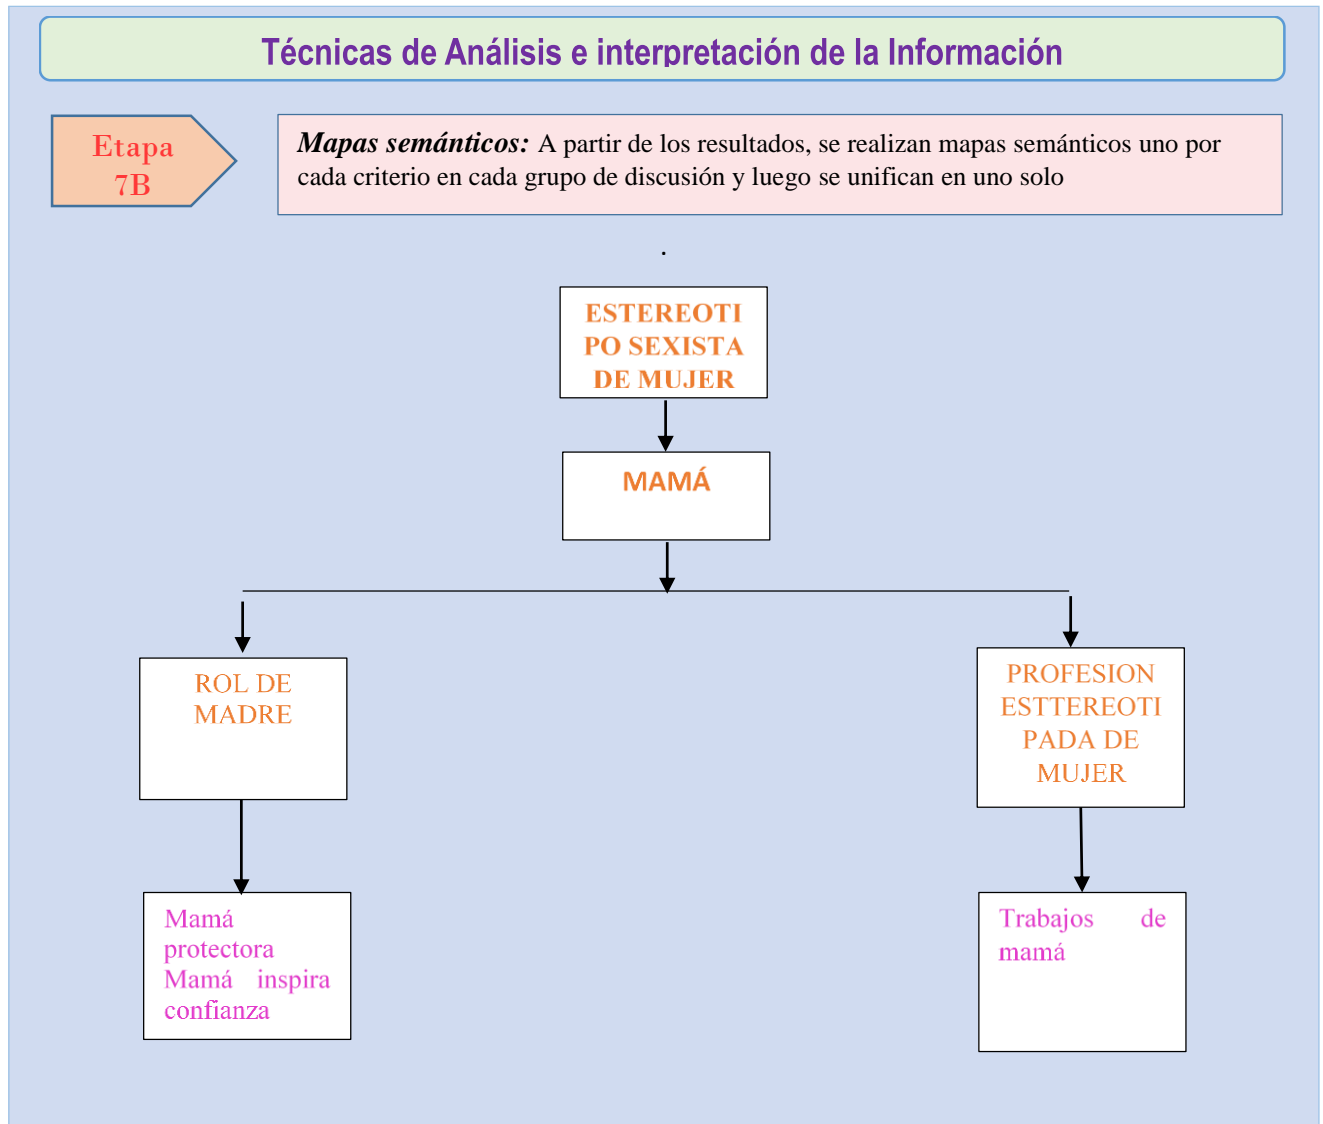 Técnicas de Análisis e interpretación de la Información
Etapa
7B
Mapas semánticos: A partir de los resultados, se realizan mapas semánticos uno por
cada criterio en cada grupo de discusión y luego se unifican en uno solo
.
ESTEREOTI
PO SEXISTA
DE MUJER
MAMÁ
ROL DE
MADRE
PROFESION
ESTTEREOTI
PADA DE
MUJER
Mamá
protectora
Mamá inspira
confianza
Trabajos de
mamá